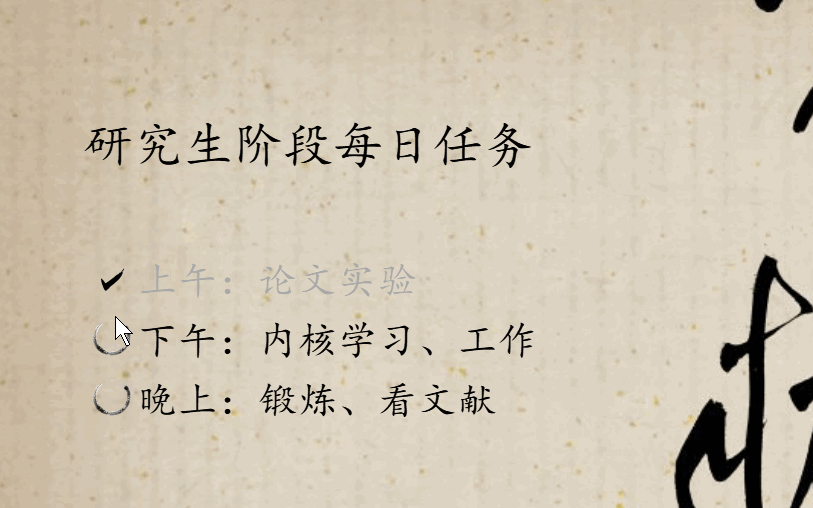 研究生阶段每日任务
上午：论文实验
下午：内核学习、工作
晚上：锻炼、看文献